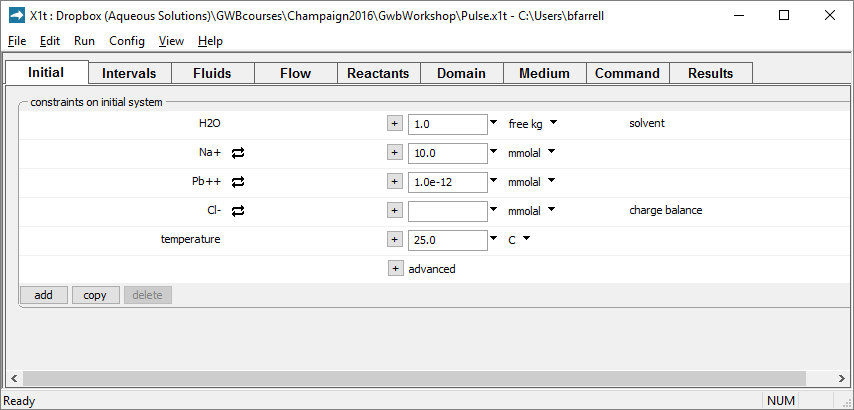 X1t : Dropbox (Aqueous Solutions)\GWBcourses\Champaign2016\GwbWorkshop\Pulse.x1t - C:\Users\bfarrell
File Edit Run Config View Help
Initial Intervals Fluids Flow Reactants Domain Medium Command Results
constraints on initial system
H2O + 1.0 free kg solvent
Na+ + 10.0 mmolal
Pb++ + 1.0e-12 mmolal
Cl- + mmolal charge balance
temperature + 25.0 C
+ advanced
add copy delete
Ready NUM